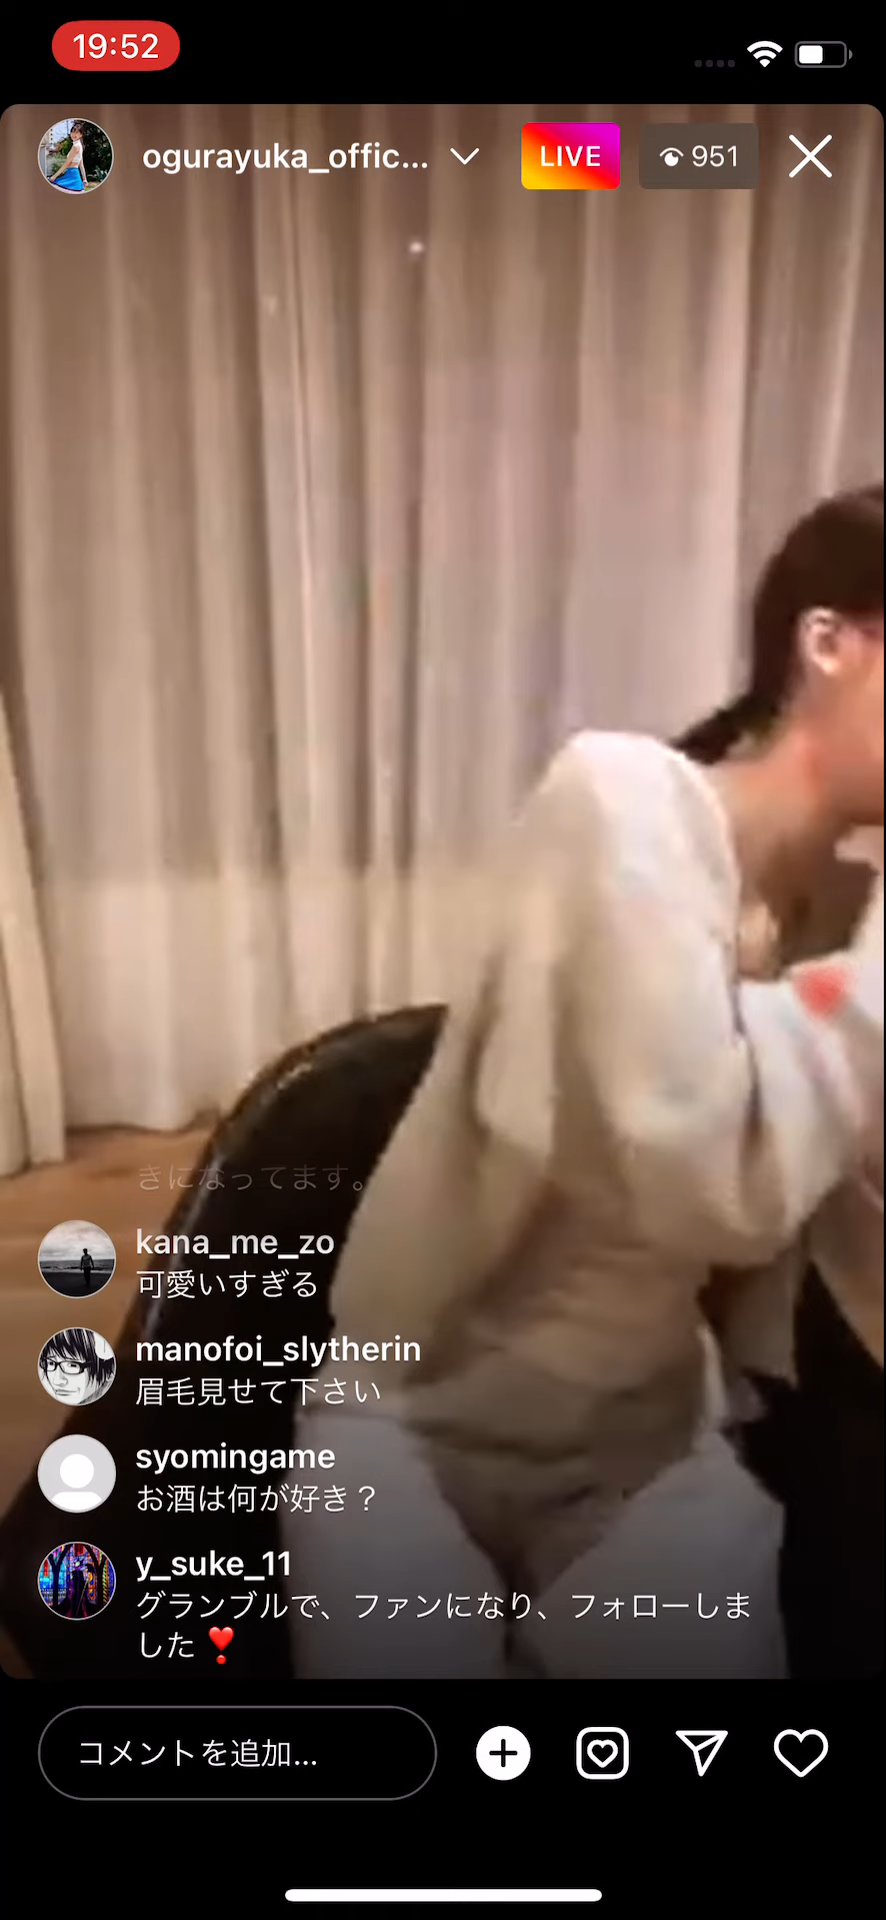 19:52
ogurayuka_offic...
LIVE
951
きになってます。
kana_me_zo
可愛いすぎる
manofoi_slytherin
眉毛見せて下さい
syomingame
お酒は何が好き？
y_suke_11
グランブルで、ファンになり、フォローしま
した❣️
コメントを追加...